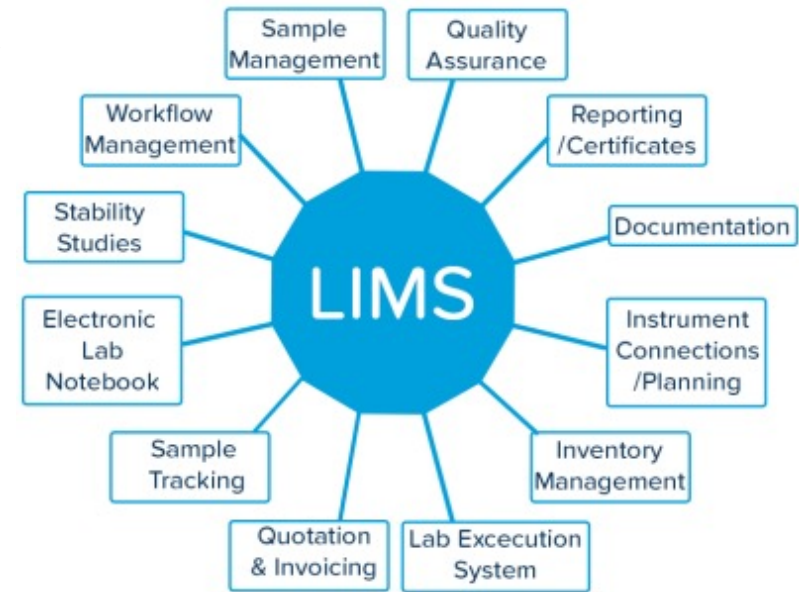 Sample
Management
Quality
Assurance
Workflow
Management
Reporting
/Certificates
Stability
Studies
Documentation
LIMS
Electronic
Lab
Notebook
Instrument
Connections
/Planning
Sample
Tracking
Inventory
Management
Quotation
& Invoicing
Lab Excecution
System